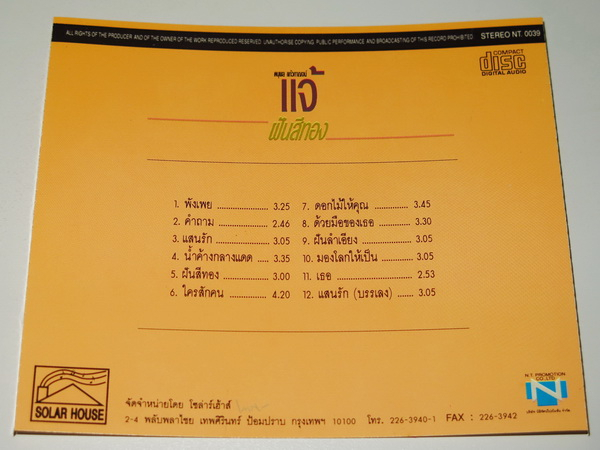 ALL RIGHTS OF THE PRODUCER AND OF THE OWNER OF THE WORK REPRODUCED RESERVED. UNAUTHORISE COPYING, PUBLIC PERFORMANCE AND BROADCASTING OF THIS RECORD PROHIBITED. STEREO NT. 0039
COMPACT
disc
DIGITAL AUDIO
แจ้
ฝันสีทอง
1. พังเพย ................... 3.25
2. คำถาม ................... 2.46
3. แสนรัก ................... 3.05
4. น้ำค้างกลางแดด .... 3.35
5. ฝันสีทอง ................ 3.00
6. ใครสักคน .............. 4.20
7. ดอกไม้ให้คุณ ............ 3.45
8. ด้วยมือของเธอ ......... 3.30
9. ฝันลำเอียง ............... 3.05
10. มองโลกให้เป็น ......... 3.05
11. เธอ ........................ 2.53
12. แสนรัก (บรรเลง) ...... 3.05
SOLAR HOUSE
จัดจำหน่ายโดย โซล่าร์เฮ้าส์
2-4 พลับพลาไชย เทพศิรินทร์ ป้อมปราบ กรุงเทพฯ 10100 โทร. 226-3940-1 FAX : 226-3942
N.T. PROMOTION
CO.,LTD.
N